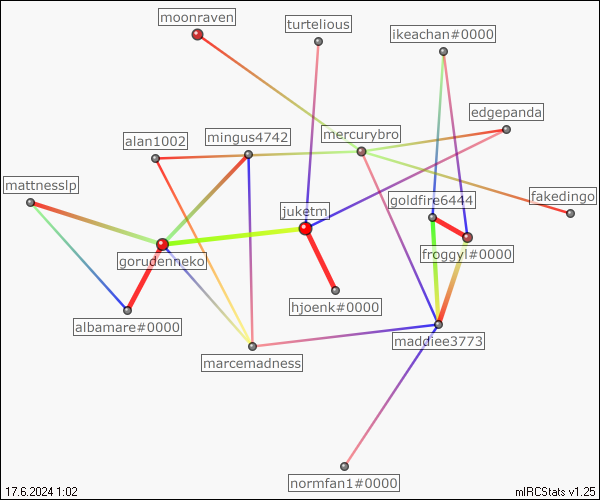 moonraven
turtelious
ikeachan#0000
edgepanda
mercurybro
mingus4742
alan1002
mattnesslp
fakedingo
goldfire6444
juketm
froggyl#0000
gorudenneko
hjoenk#0000
albamare#0000
maddiee3773
marcemadness
normfan1#0000
17.6.2024 1:02
mIRCStats v1.25